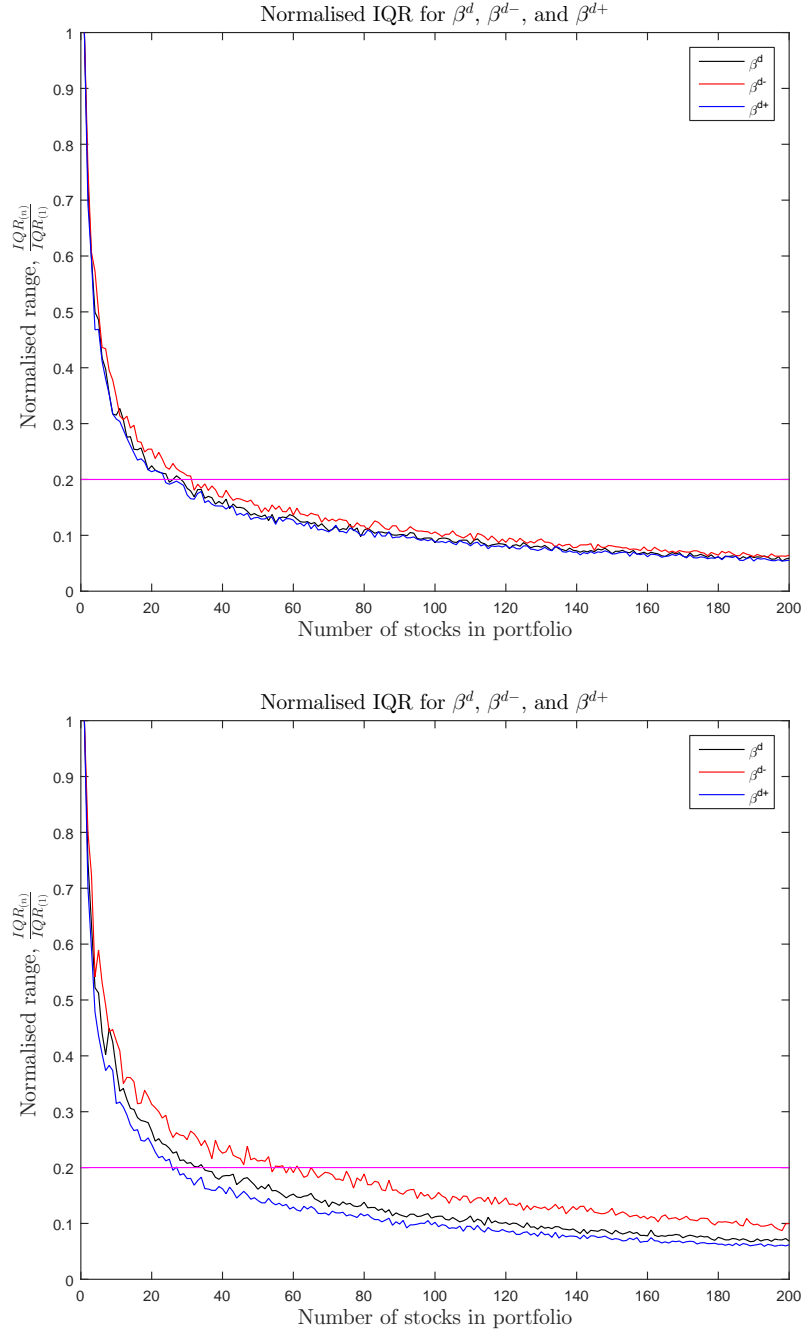 Normalised IQR for β^d, β^{d−}, and β^{d+}
1
0.9
0.8
0.7
0.6
0.5
0.4
0.3
0.2
0.1
0
Normalised range, IQR_(n)/IQR_(1)
β^d
β^{d-}
β^{d+}
0 20 40 60 80 100 120 140 160 180 200
Number of stocks in portfolio
Normalised IQR for β^d, β^{d−}, and β^{d+}
1
0.9
0.8
0.7
0.6
0.5
0.4
0.3
0.2
0.1
0
Normalised range, IQR_(n)/IQR_(1)
β^d
β^{d-}
β^{d+}
0 20 40 60 80 100 120 140 160 180 200
Number of stocks in portfolio